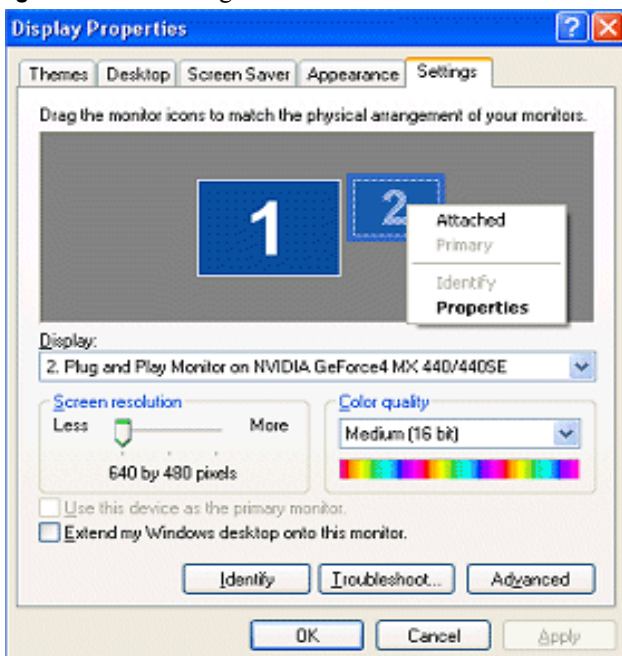 Display Properties
Themes Desktop Screen Saver Appearance Settings
Drag the monitor icons to match the physical arrangement of your monitors.
1
2
Attached
Primary
Identify
Properties
Display:
2. Plug and Play Monitor on NVIDIA GeForce4 MX 440/440SE
Screen resolution
Less More
640 by 480 pixels
Color quality
Medium (16 bit)
Use this device as the primary monitor.
Extend my Windows desktop onto this monitor.
Identify Troubleshoot... Advanced
OK Cancel Apply